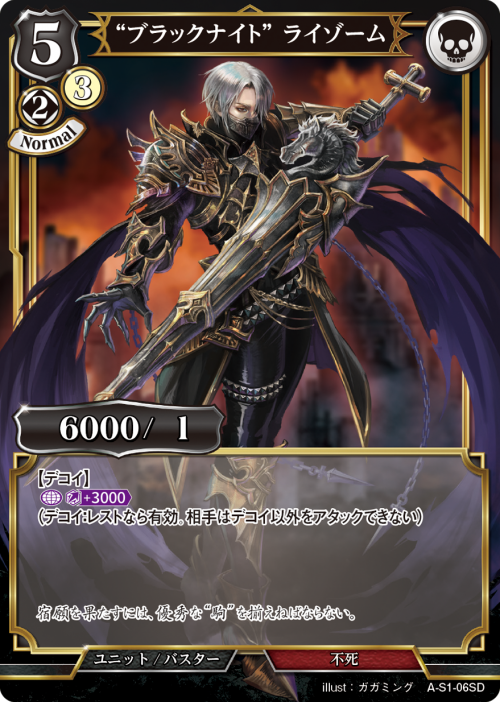 5
“ブラックナイト” ライゾーム
2
3
Normal
6000/ 1
【デコイ】
+3000
(デコイ:レストなら有効。相手はデコイ以外をアタックできない)
宿願を果たすには、優秀な“駒”を揃えねばならない。
ユニット / バスター
不死
illust：ガガミング A-S1-06SD